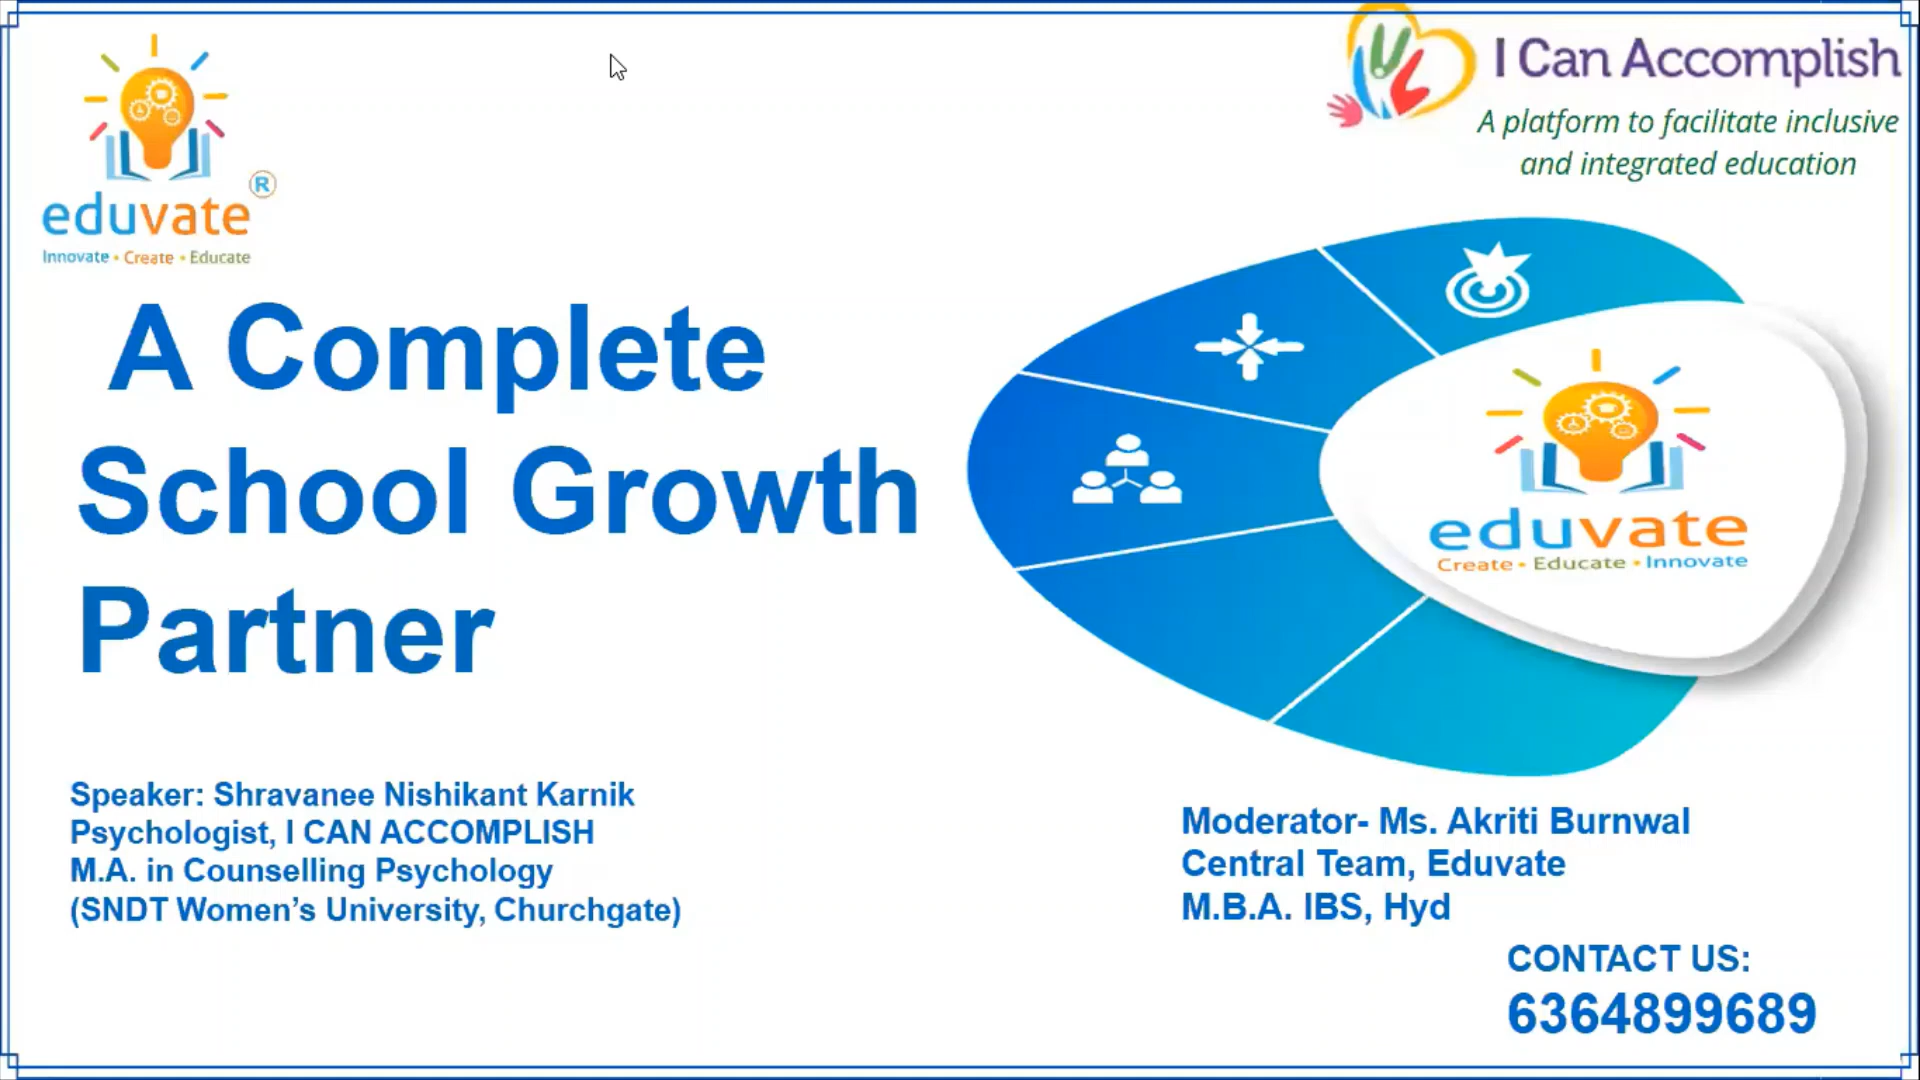 I Can Accomplish
A platform to facilitate inclusive
and integrated education
eduvate ®
Innovate • Create • Educate
A Complete
School Growth
Partner
eduvate
Create • Educate • Innovate
Speaker: Shravanee Nishikant Karnik
Psychologist, I CAN ACCOMPLISH
M.A. in Counselling Psychology
(SNDT Women’s University, Churchgate)
Moderator- Ms. Akriti Burnwal
Central Team, Eduvate
M.B.A. IBS, Hyd
CONTACT US:
6364899689